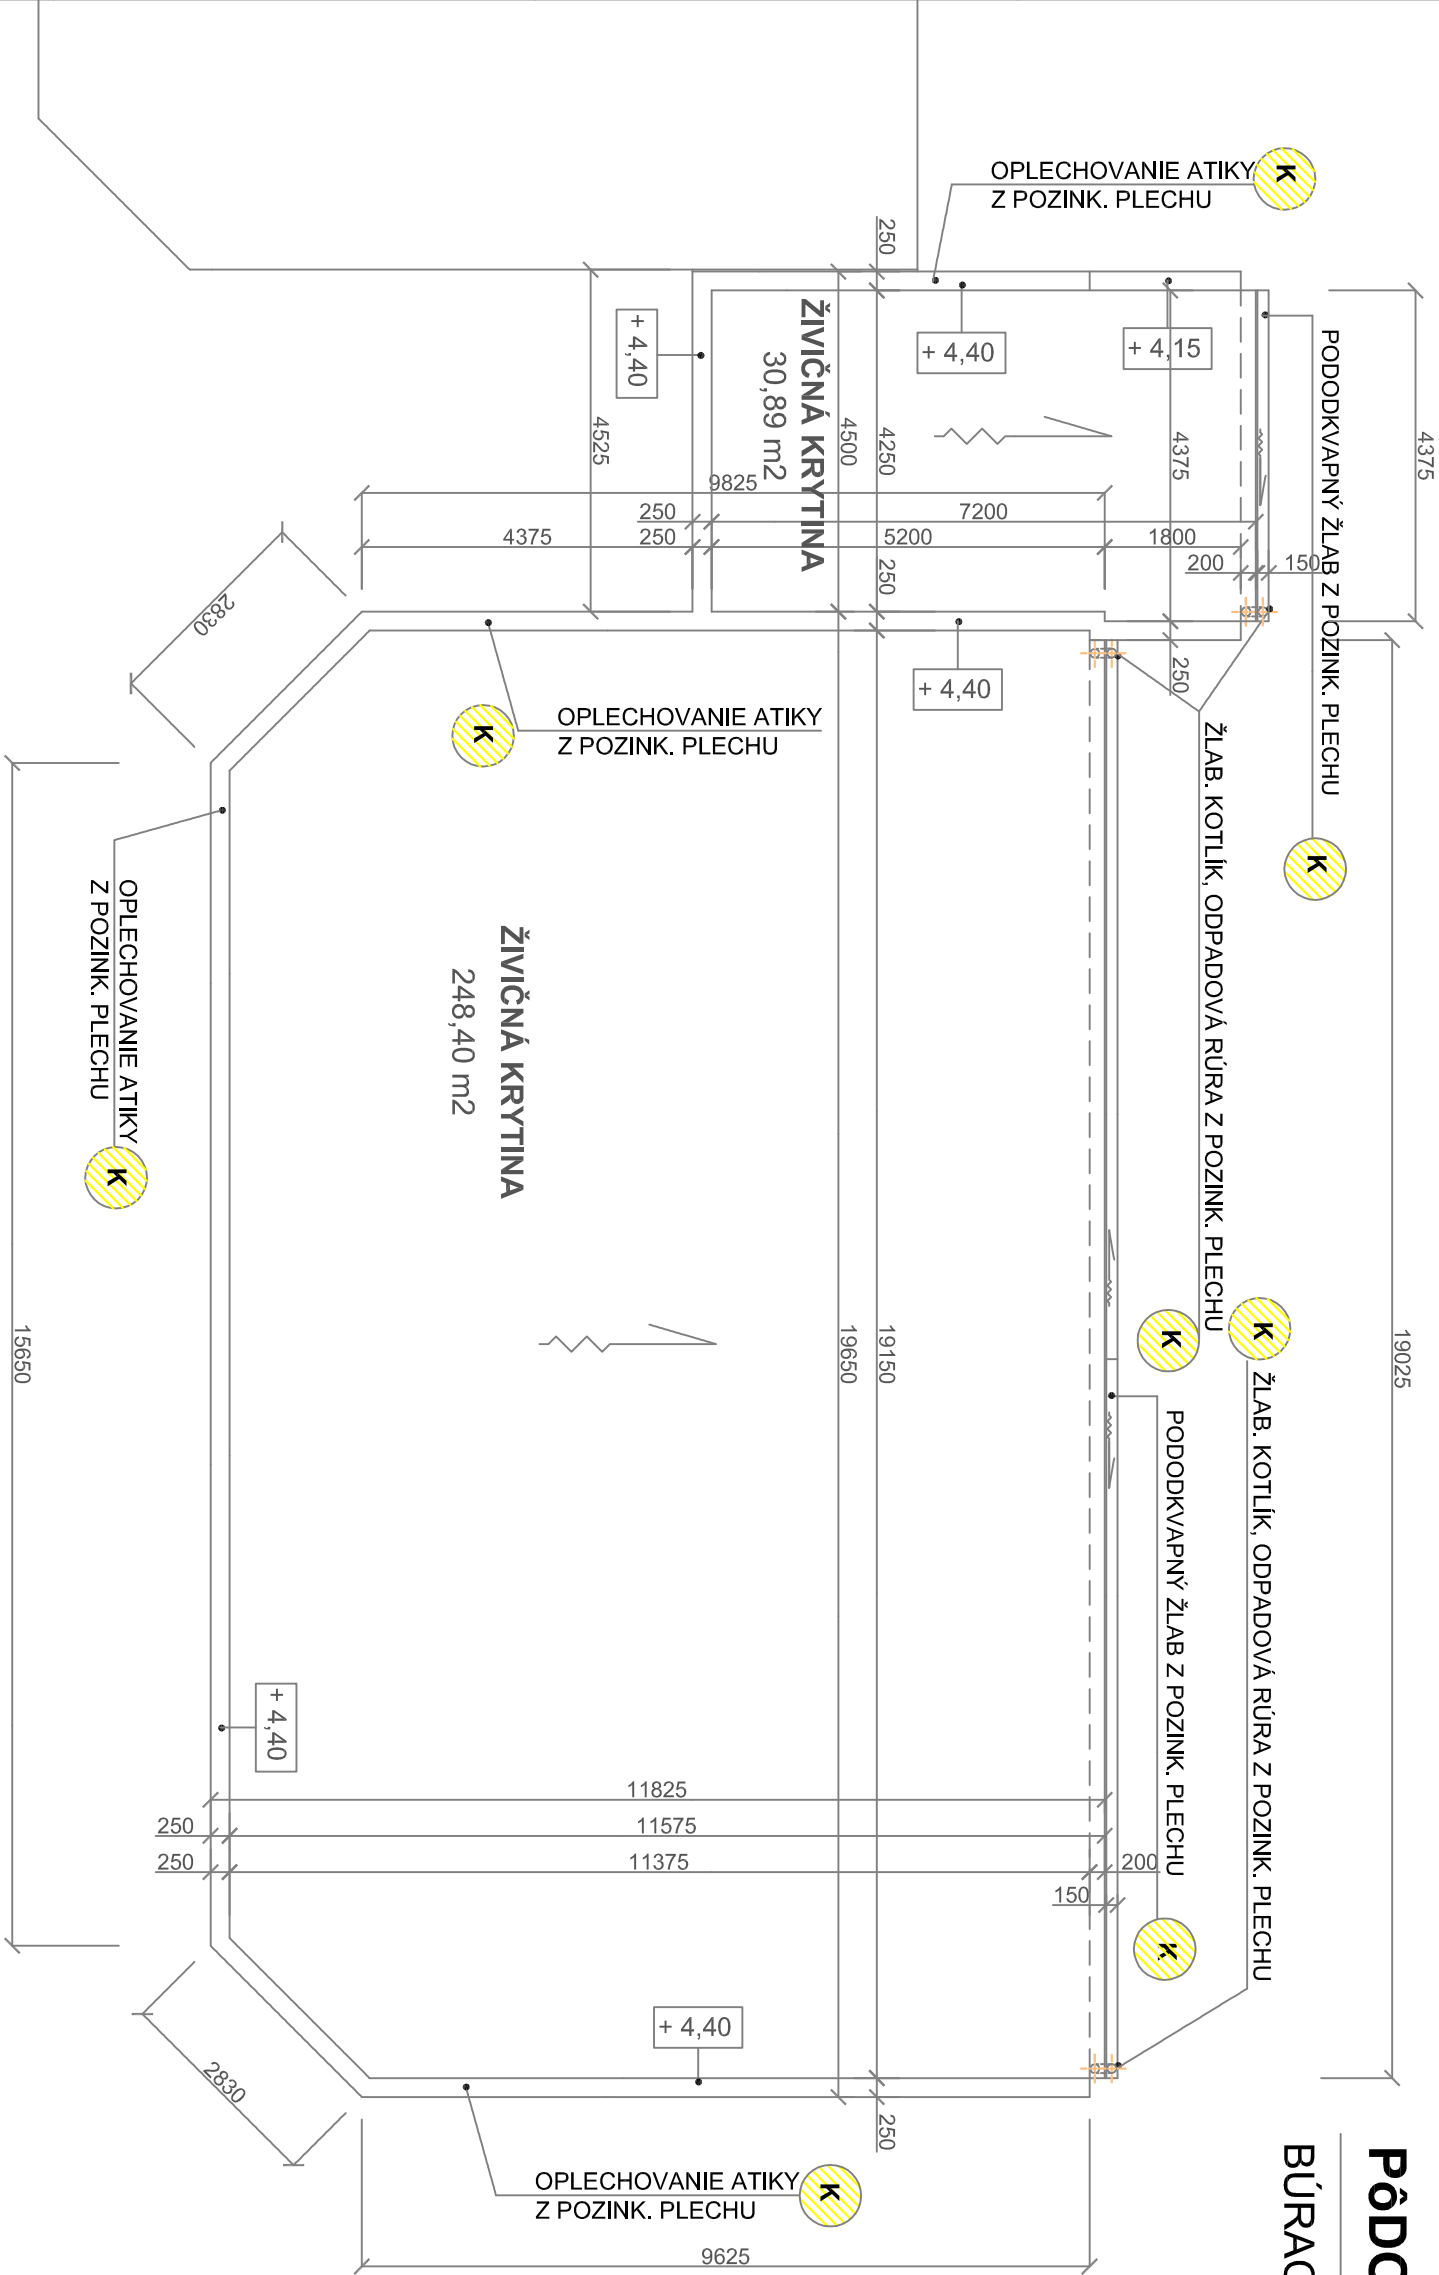 OPLECHOVANIE ATIKY
Z POZINK. PLECHU
K
250
+ 4,40
+ 4,15
+ 4,40
ŽIVIČNÁ KRYTINA
30,89 m2
4525
4500
4250
4375
4375
PODODKVAPNÝ ŽĽAB Z POZINK. PLECHU
K
9825
250
7200
4375
250
5200
1800
200
150
250
250
2830
+ 4,40
OPLECHOVANIE ATIKY
Z POZINK. PLECHU
K
ŽĽAB. KOTLÍK, ODPADOVÁ RÚRA Z POZINK. PLECHU
K
K
ŽĽAB. KOTLÍK, ODPADOVÁ RÚRA Z POZINK. PLECHU
OPLECHOVANIE ATIKY
Z POZINK. PLECHU
K
ŽIVIČNÁ KRYTINA
248,40 m2
15650
19650
19150
19025
PODODKVAPNÝ ŽĽAB Z POZINK. PLECHU
K
+ 4,40
11825
250
11575
250
11375
200
150
+ 4,40
2830
250
OPLECHOVANIE ATIKY
Z POZINK. PLECHU
K
9625